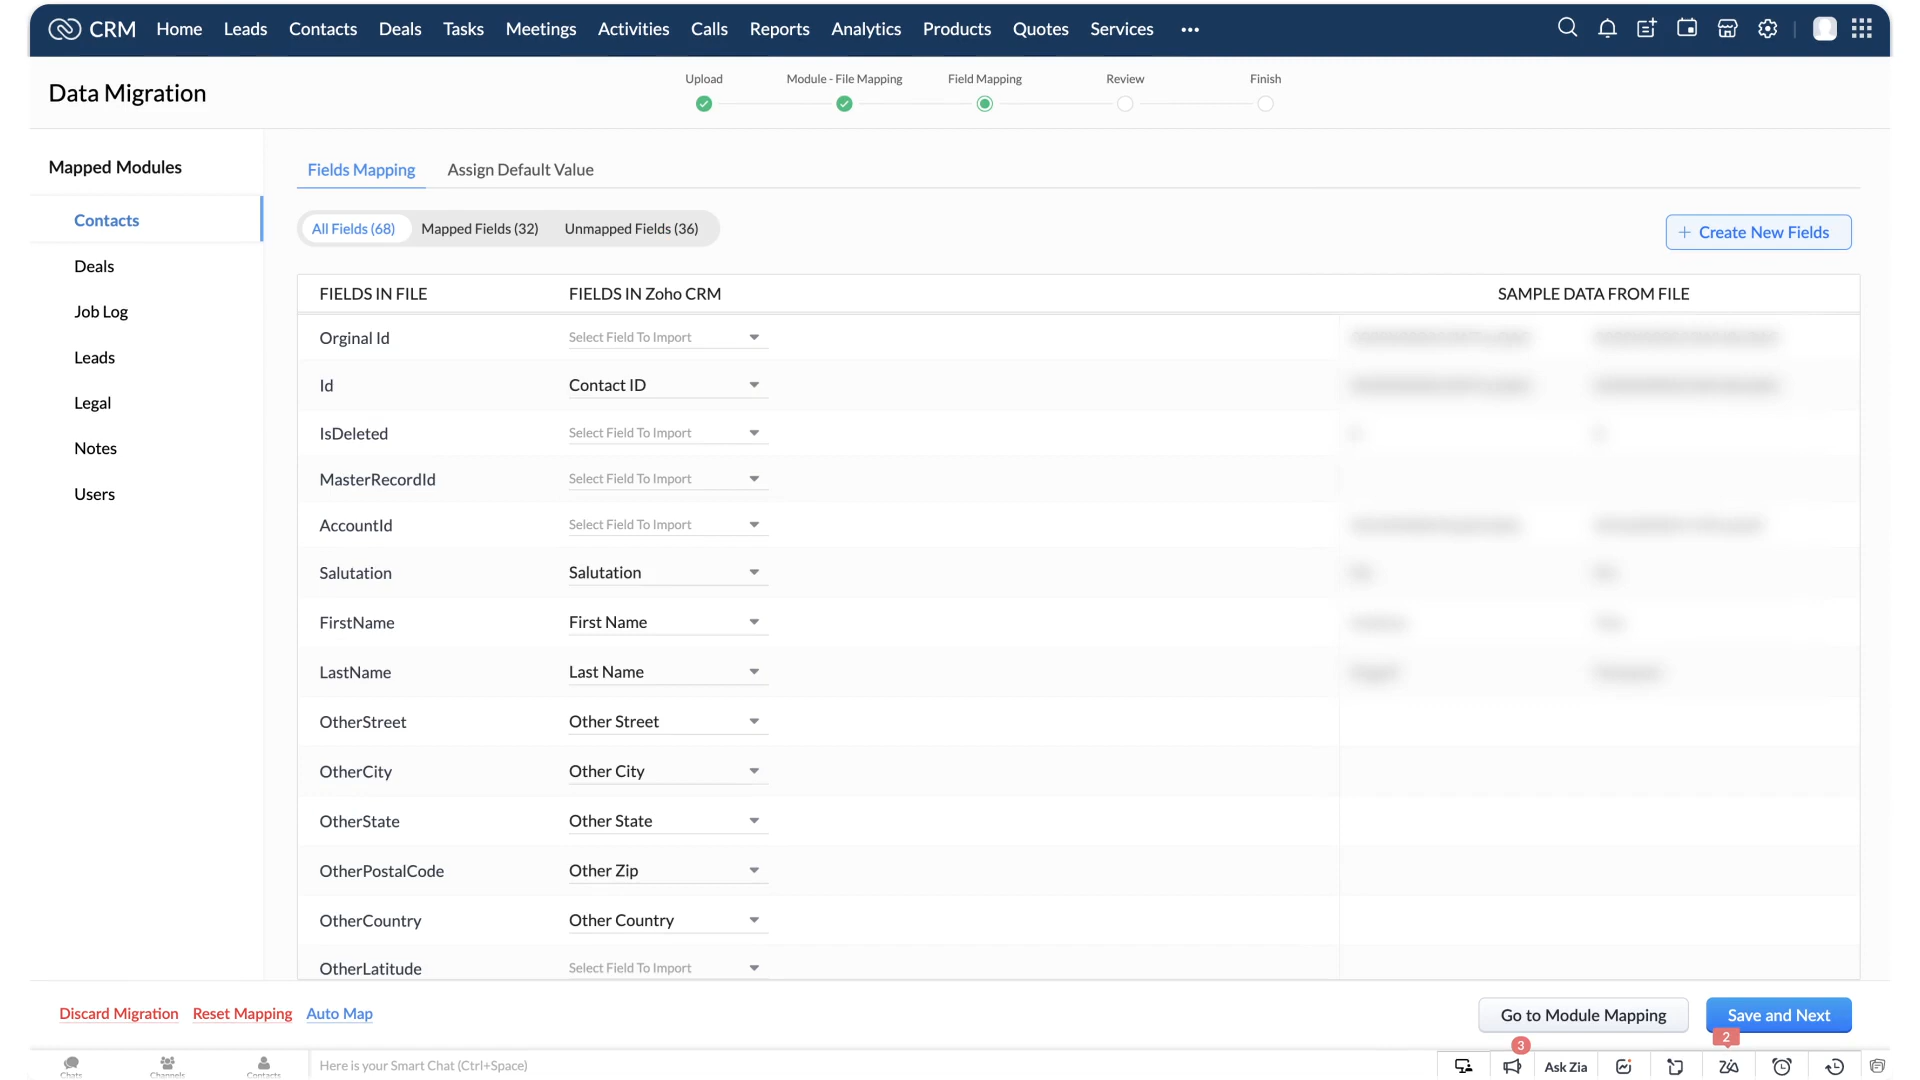 CRM Home Leads Contacts Deals Tasks Meetings Activities Calls Reports Analytics Products Quotes Services
Data Migration
Upload Module - File Mapping Field Mapping Review Finish
Mapped Modules
Contacts
Deals
Job Log
Leads
Legal
Notes
Users
Fields Mapping Assign Default Value
All Fields (68) Mapped Fields (32) Unmapped Fields (36)
+ Create New Fields
FIELDS IN FILE FIELDS IN Zoho CRM SAMPLE DATA FROM FILE
Orginal Id Select Field To Import
Id Contact ID
IsDeleted Select Field To Import
MasterRecordId Select Field To Import
AccountId Select Field To Import
Salutation Salutation
FirstName First Name
LastName Last Name
OtherStreet Other Street
OtherCity Other City
OtherState Other State
OtherPostalCode Other Zip
OtherCountry Other Country
OtherLatitude Select Field To Import
Discard Migration Reset Mapping Auto Map
Go to Module Mapping Save and Next
3 2
Chats Channels Contacts Here is your Smart Chat (Ctrl+Space) Ask Zia